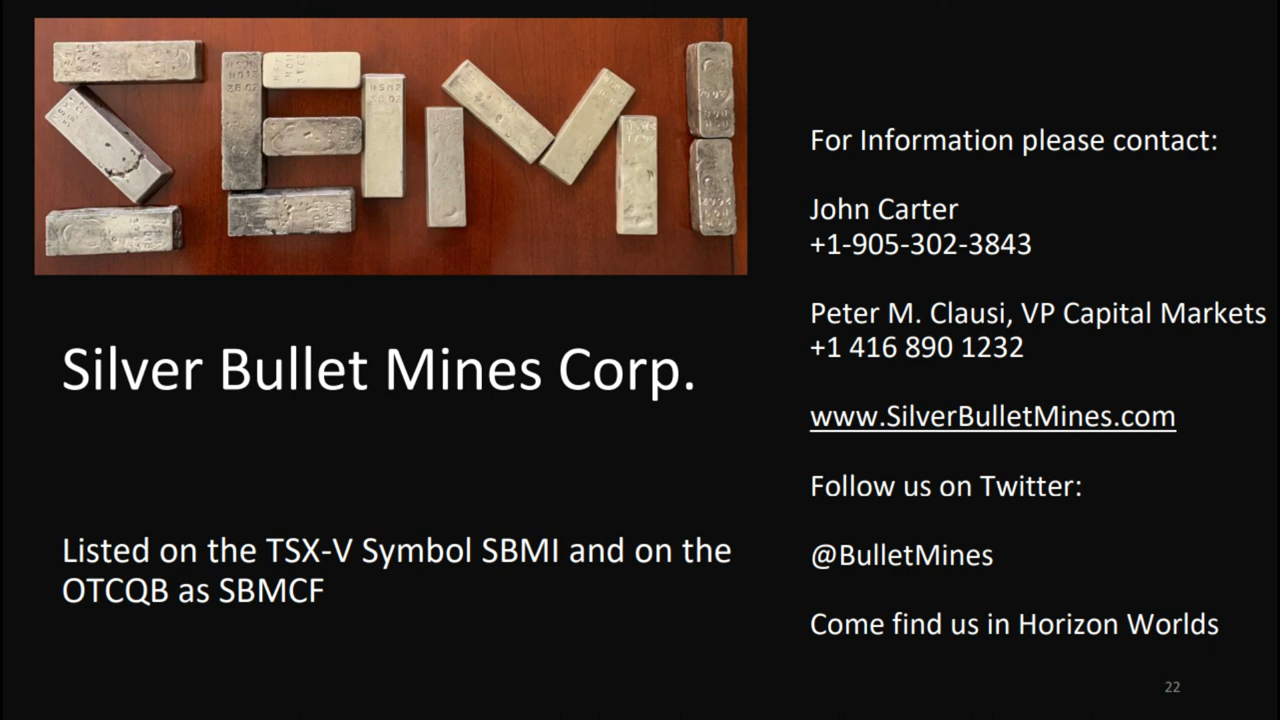 SBMI
Silver Bullet Mines Corp.
Listed on the TSX-V Symbol SBMI and on the
OTCQB as SBMCF
For Information please contact:
John Carter
+1-905-302-3843
Peter M. Clausi, VP Capital Markets
+1 416 890 1232
www.SilverBulletMines.com
Follow us on Twitter:
@BulletMines
Come find us in Horizon Worlds
22